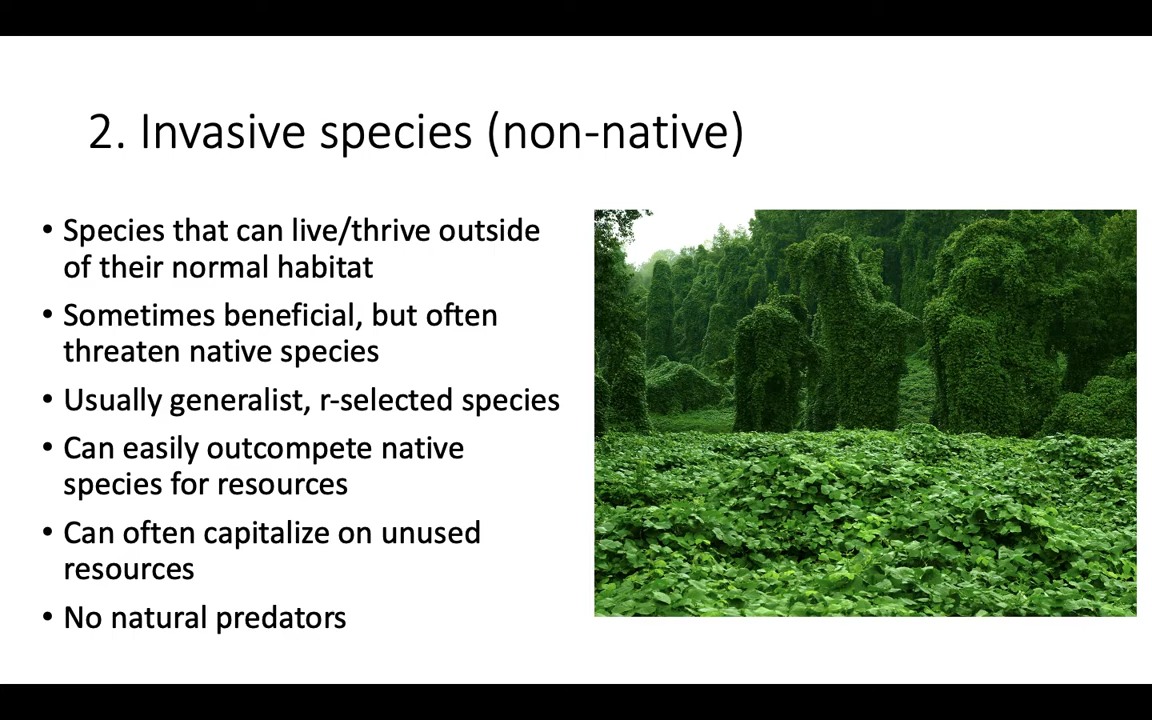 2. Invasive species (non-native)
• Species that can live/thrive outside
of their normal habitat
• Sometimes beneficial, but often
threaten native species
• Usually generalist, r-selected species
• Can easily outcompete native
species for resources
• Can often capitalize on unused
resources
• No natural predators